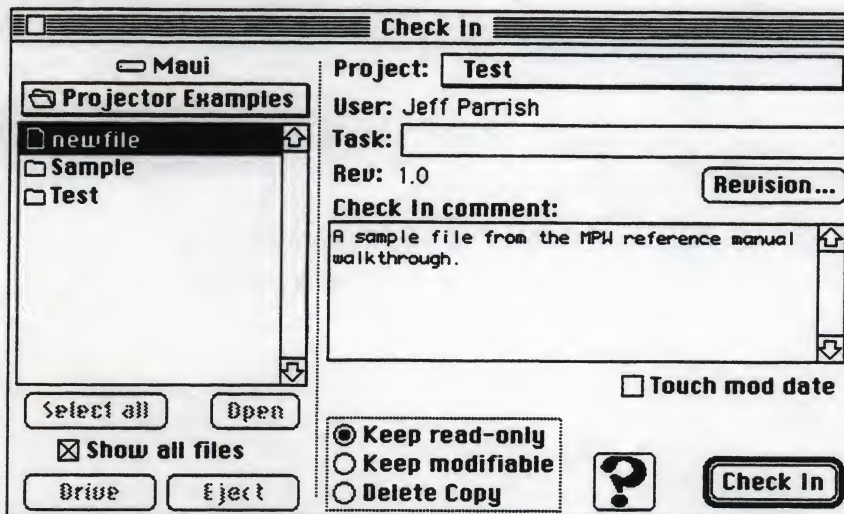 Check In
Maui
Projector Examples
newfile
Sample
Test
Select all
Open
Show all files
Drive
Eject
Project: Test
User: Jeff Parrish
Task:
Rev: 1.0
Revision...
Check In comment:
A sample file from the MPW reference manual
walkthrough.
Touch mod date
Keep read-only
Keep modifiable
Delete Copy
?
Check In